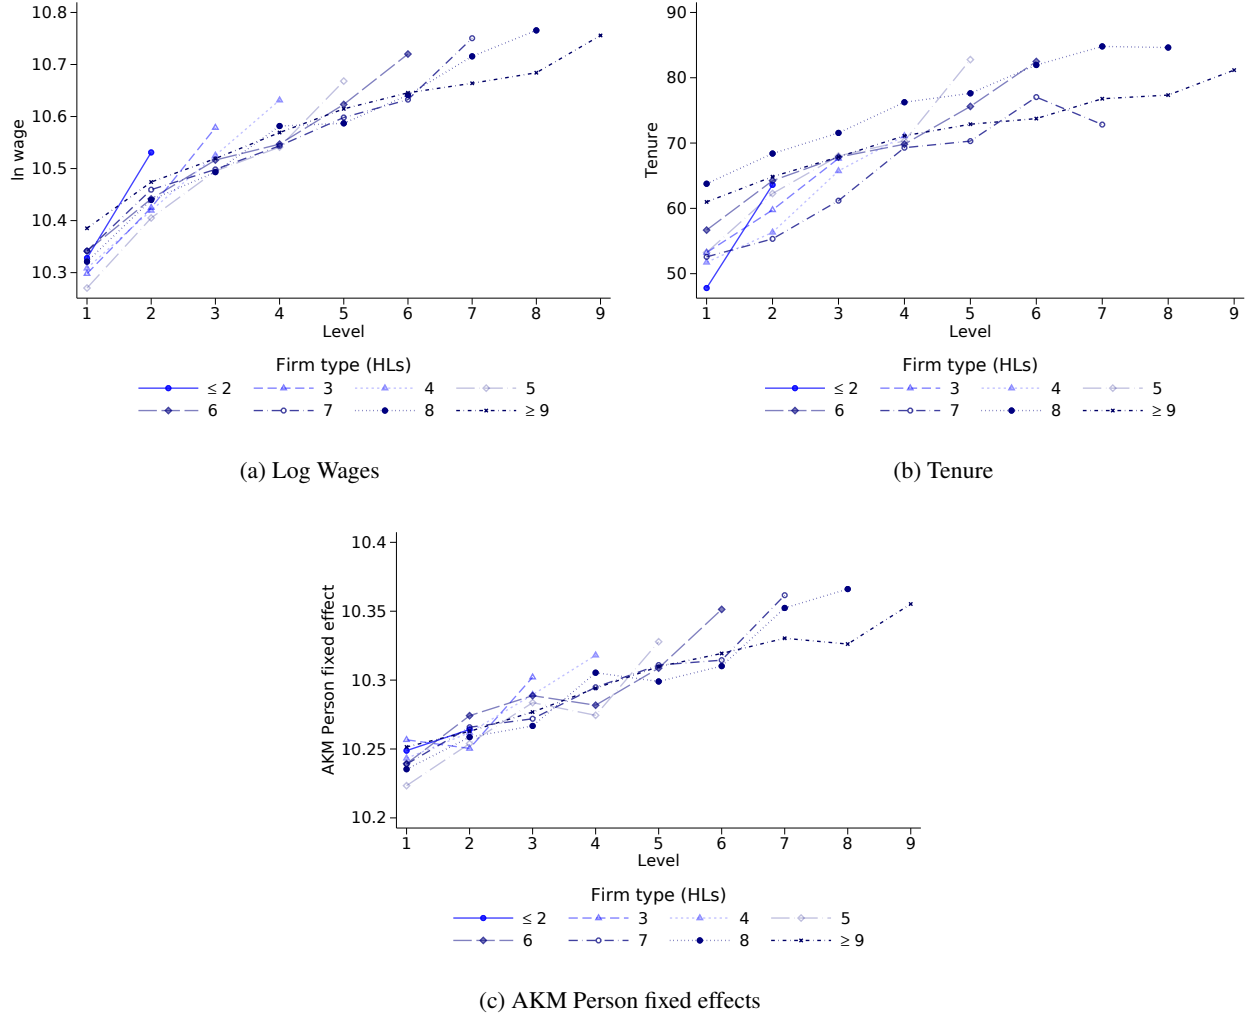 10.8
10.7
10.6
10.5
10.4
10.3
ln wage
1 2 3 4 5 6 7 8 9
Level
Firm type (HLs)
≤ 2 3 4 5
6 7 8 ≥ 9
(a) Log Wages
90
80
70
60
50
Tenure
1 2 3 4 5 6 7 8 9
Level
Firm type (HLs)
≤ 2 3 4 5
6 7 8 ≥ 9
(b) Tenure
10.4
10.35
10.3
10.25
10.2
AKM Person fixed effect
1 2 3 4 5 6 7 8 9
Level
Firm type (HLs)
≤ 2 3 4 5
6 7 8 ≥ 9
(c) AKM Person fixed effects